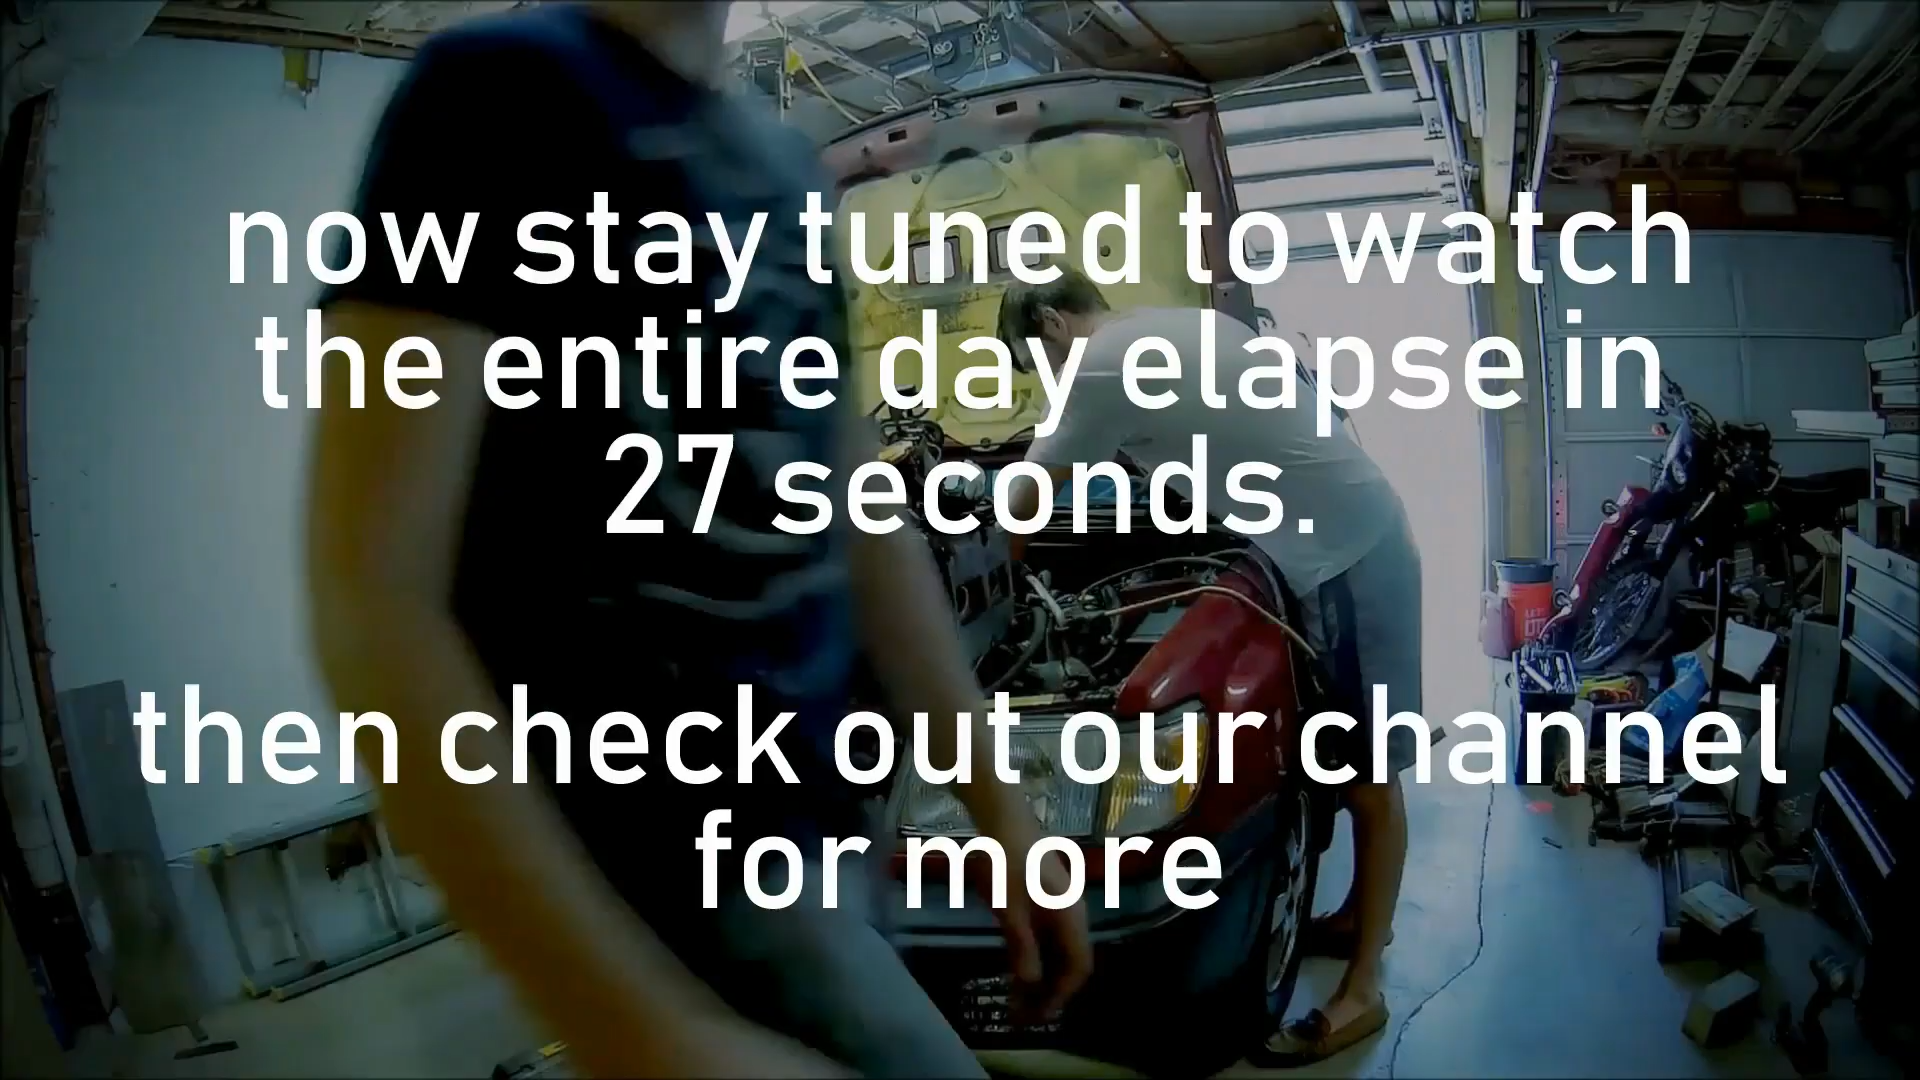 now stay tuned to watch
the entire day elapse in
27 seconds.
then check out our channel
for more